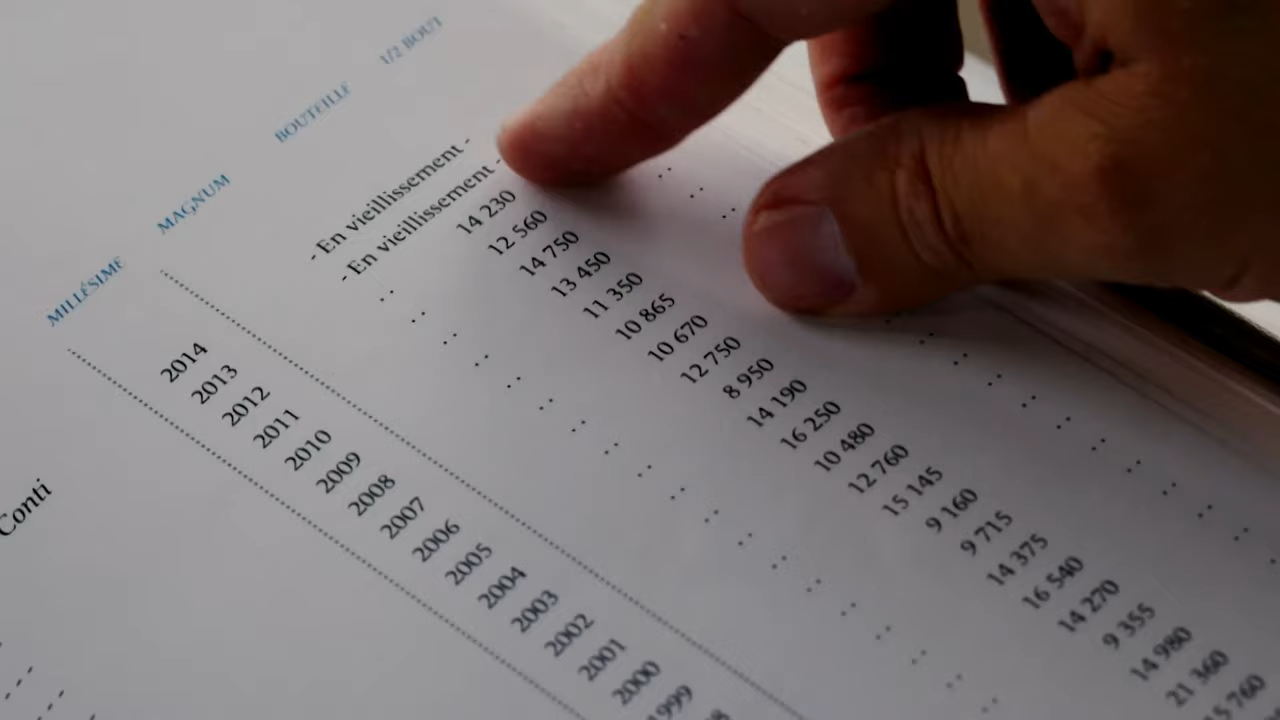 MILLÉSIME MAGNUM BOUTEILLE 1/2 BOUT
2014 - En vieillissement -
2013 - En vieillissement -
2012 14 230
2011 12 560
2010 14 750
2009 13 450
2008 11 350
2007 10 865
2006 10 670
2005 12 750
2004 8 950
2003 14 190
2002 16 250
2001 10 480
2000 12 760
1999 15 145
9 160
9 715
14 375
16 540
14 270
9 355
14 980
21 360
Conti